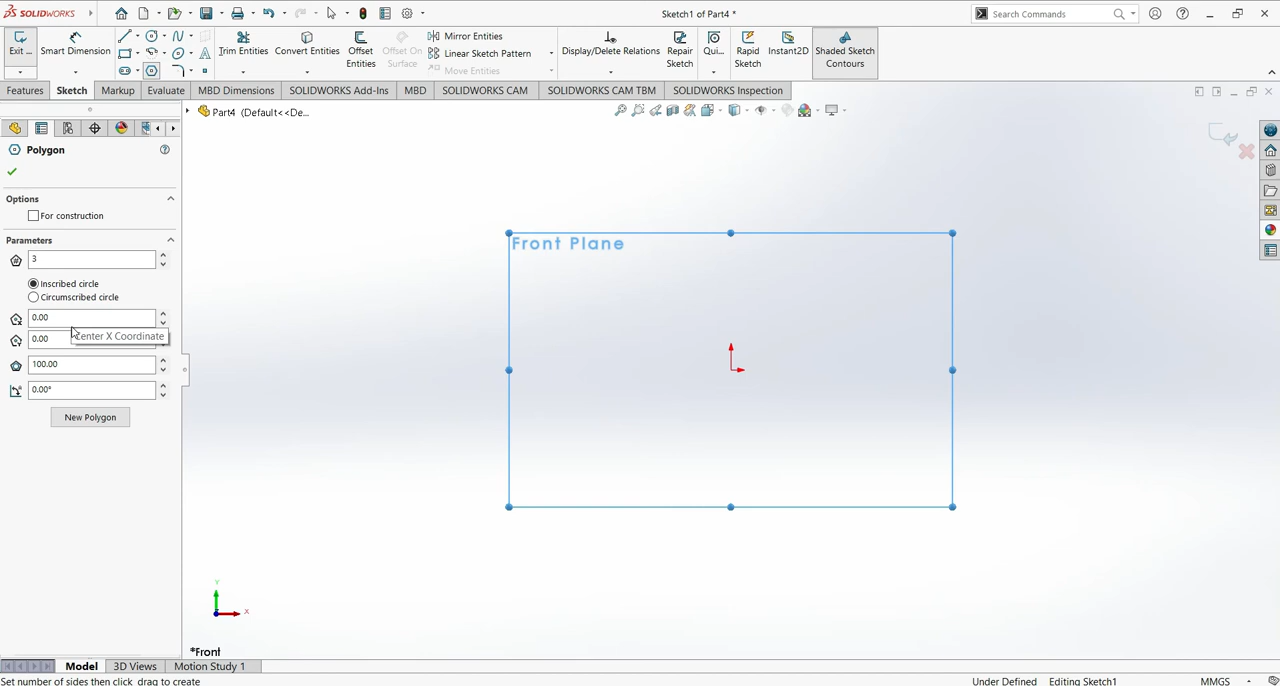 SOLIDWORKS
Sketch1 of Part4 *
Search Commands
Exit ...
Smart Dimension
Trim Entities
Convert Entities
Offset Entities
Offset On Surface
Mirror Entities
Linear Sketch Pattern
Move Entities
Display/Delete Relations
Repair Sketch
Qui...
Rapid Sketch
Instant2D
Shaded Sketch Contours
Features Sketch Markup Evaluate MBD Dimensions SOLIDWORKS Add-Ins MBD SOLIDWORKS CAM SOLIDWORKS CAM TBM SOLIDWORKS Inspection
Part4 (Default<<De...
Polygon
Options
For construction
Parameters
3
Inscribed circle
Circumscribed circle
0.00
Center X Coordinate
0.00
100.00
0.00°
New Polygon
Front Plane
Y
X
*Front
Model 3D Views Motion Study 1
Set number of sides then click drag to create
Under Defined Editing Sketch1 MMGS